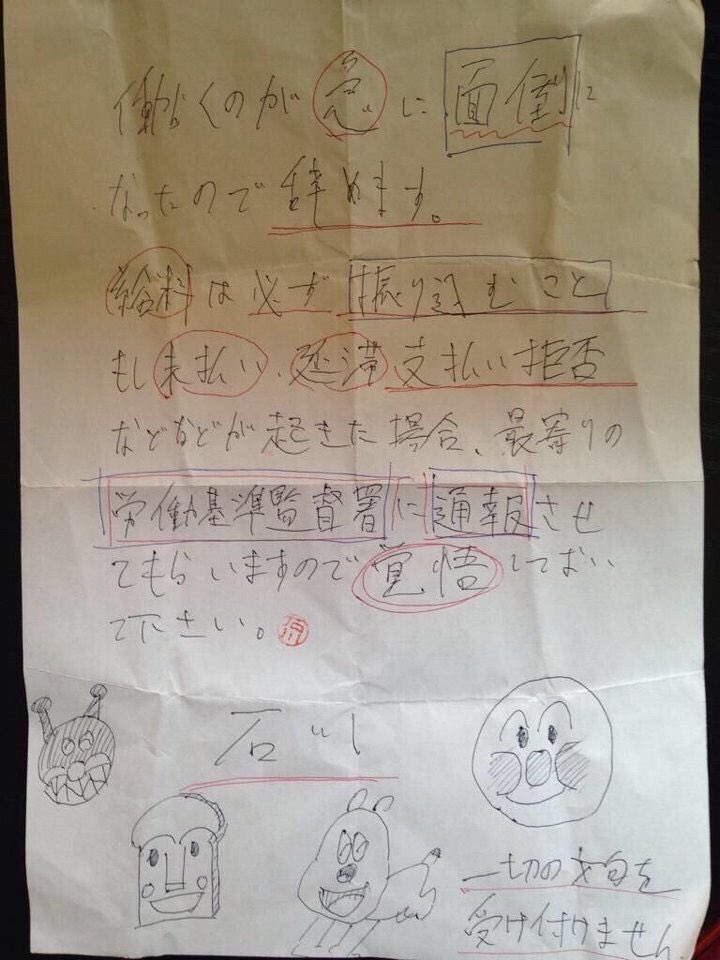 働くのが急に面倒に
なったので辞めます。
給料は必ず振り込むこと
もし未払い、延滞、支払い拒否
などなどが起きた場合、最寄りの
労働基準監督署に通報させ
てもらいますので覚悟しておい
て下さい。
石川
一切の文句を
受け付けません